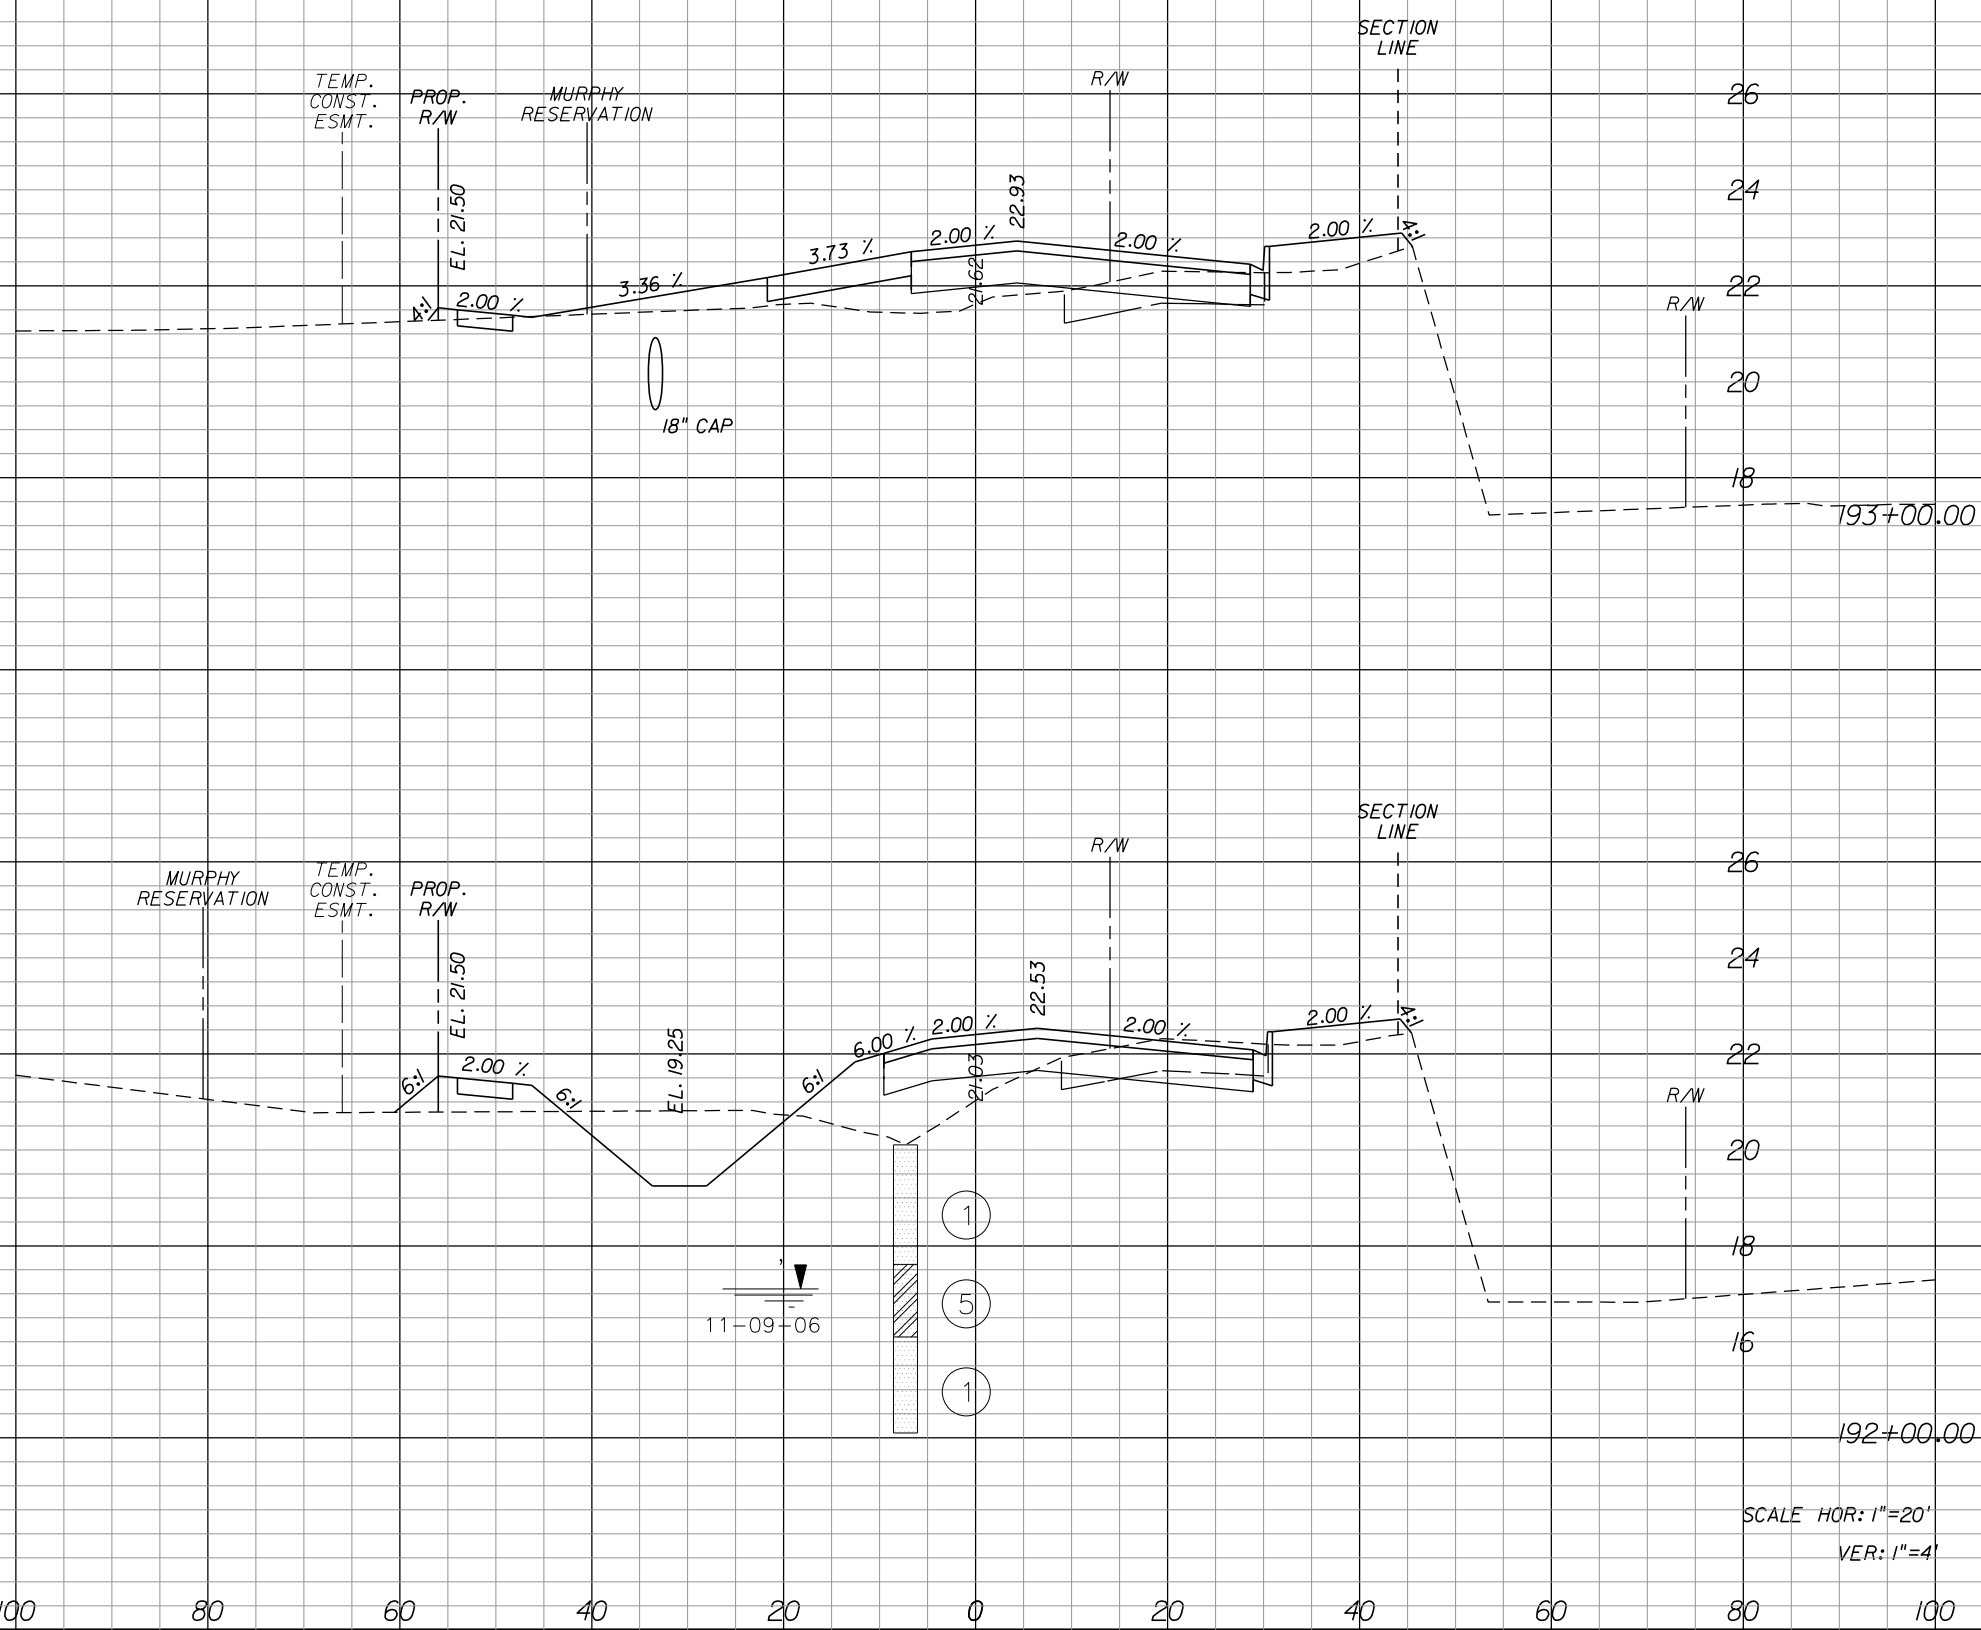 SECTION
LINE
TEMP.
CONST.
ESMT.
PROP.
R/W
MURPHY
RESERVATION
R/W
26
24
EL. 21.50
22.93
4:1
2.00 %
3.36 %
3.73 %
2.00 %
2.00 %
2.00 %
4:1
21.62
22
R/W
20
18" CAP
18
193+00.00
SECTION
LINE
R/W
MURPHY
RESERVATION
TEMP.
CONST.
ESMT.
PROP.
R/W
26
24
EL. 21.50
22.53
EL. 19.25
6:1
2.00 %
6:1
6:1
6.00 %
2.00 %
2.00 %
2.00 %
4:1
21.03
22
R/W
20
1
18
5
11-09-06
16
1
192+00.00
SCALE HOR: 1"=20'
VER: 1"=4'
100 80 60 40 20 0 20 40 60 80 100